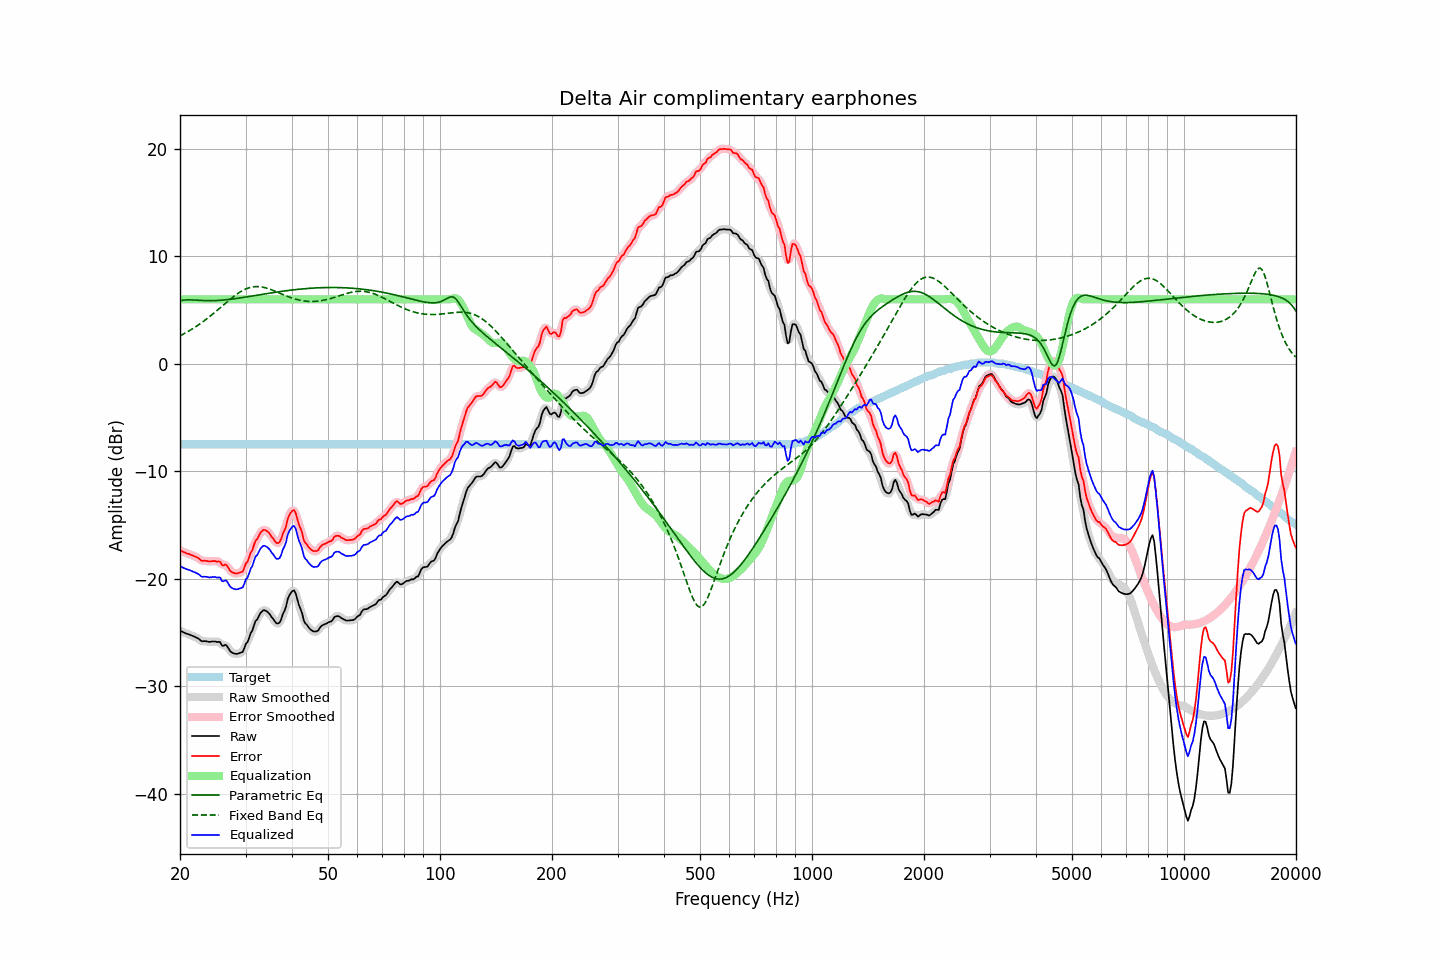 Delta Air complimentary earphones
Amplitude (dBr)
20
10
0
−10
−20
−30
−40
Target
Raw Smoothed
Error Smoothed
Raw
Error
Equalization
Parametric Eq
Fixed Band Eq
Equalized
20 50 100 200 500 1000 2000 5000 10000 20000
Frequency (Hz)